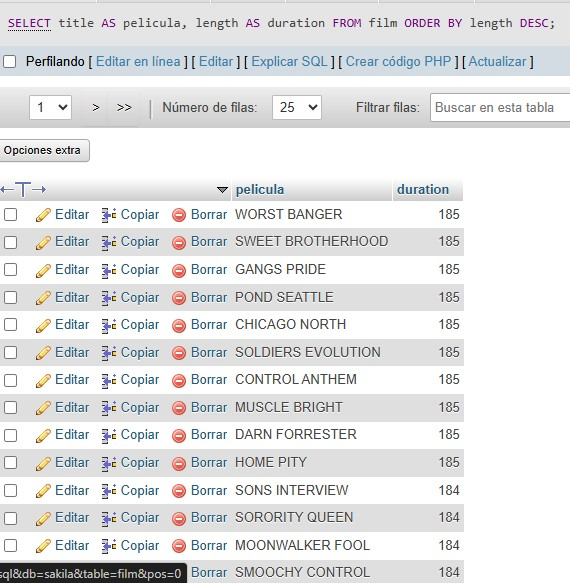 SELECT title AS pelicula, length AS duration FROM film ORDER BY length DESC;
Perfilando [ Editar en línea ] [ Editar ] [ Explicar SQL ] [ Crear código PHP ] [ Actualizar ]
1 > >> Número de filas: 25 Filtrar filas: Buscar en esta tabla
Opciones extra
←T→ pelicula duration
Editar Copiar Borrar WORST BANGER 185
Editar Copiar Borrar SWEET BROTHERHOOD 185
Editar Copiar Borrar GANGS PRIDE 185
Editar Copiar Borrar POND SEATTLE 185
Editar Copiar Borrar CHICAGO NORTH 185
Editar Copiar Borrar SOLDIERS EVOLUTION 185
Editar Copiar Borrar CONTROL ANTHEM 185
Editar Copiar Borrar MUSCLE BRIGHT 185
Editar Copiar Borrar DARN FORRESTER 185
Editar Copiar Borrar HOME PITY 185
Editar Copiar Borrar SONS INTERVIEW 184
Editar Copiar Borrar SORORITY QUEEN 184
Editar Copiar Borrar MOONWALKER FOOL 184
sql&db=sakila&table=film&pos=0 Borrar SMOOCHY CONTROL 184